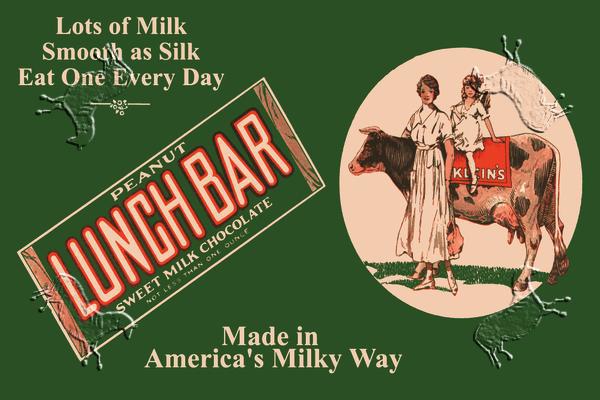 Lots of Milk
Smooth as Silk
Eat One Every Day
PEANUT
LUNCH BAR
SWEET MILK CHOCOLATE
NOT LESS THAN ONE OUNCE
KLEIN'S
Made in
America's Milky Way